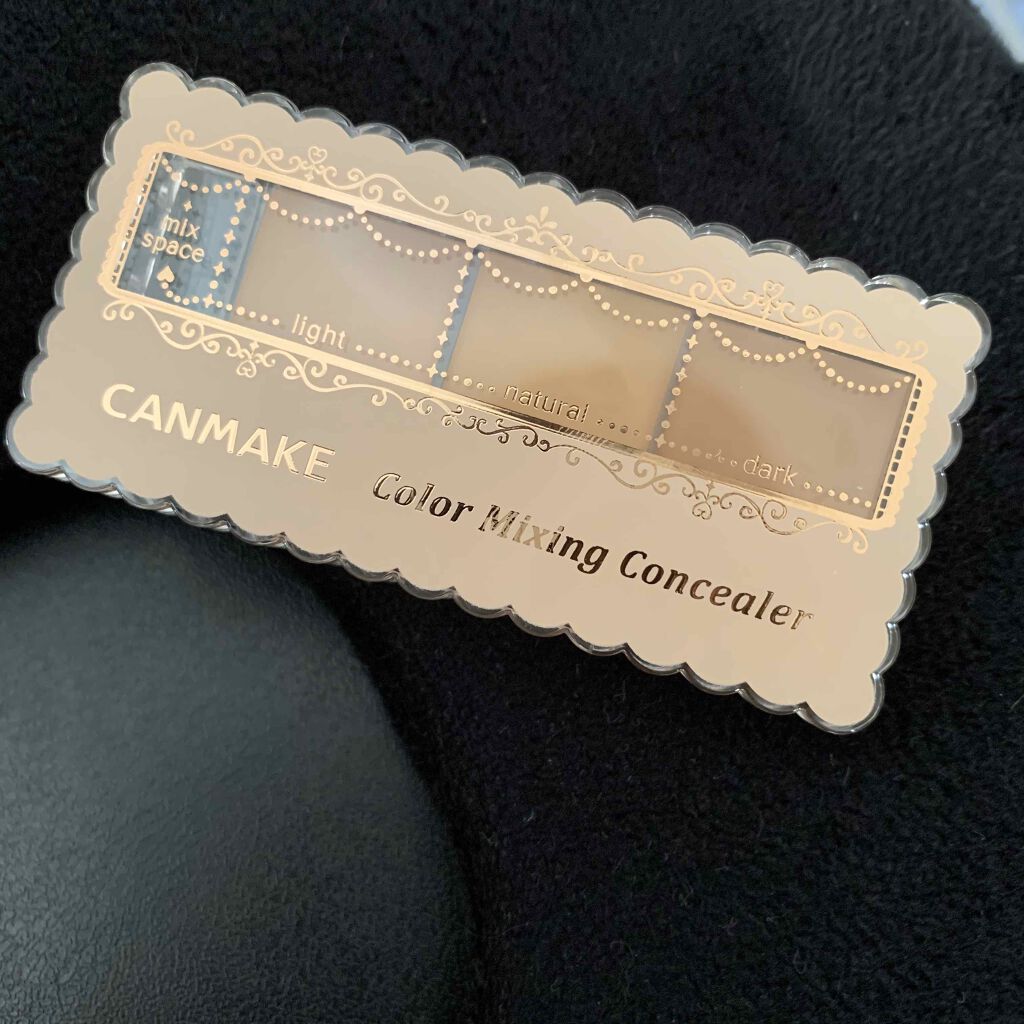 mix
space
light
natural
dark
CANMAKE
Color Mixing Concealer